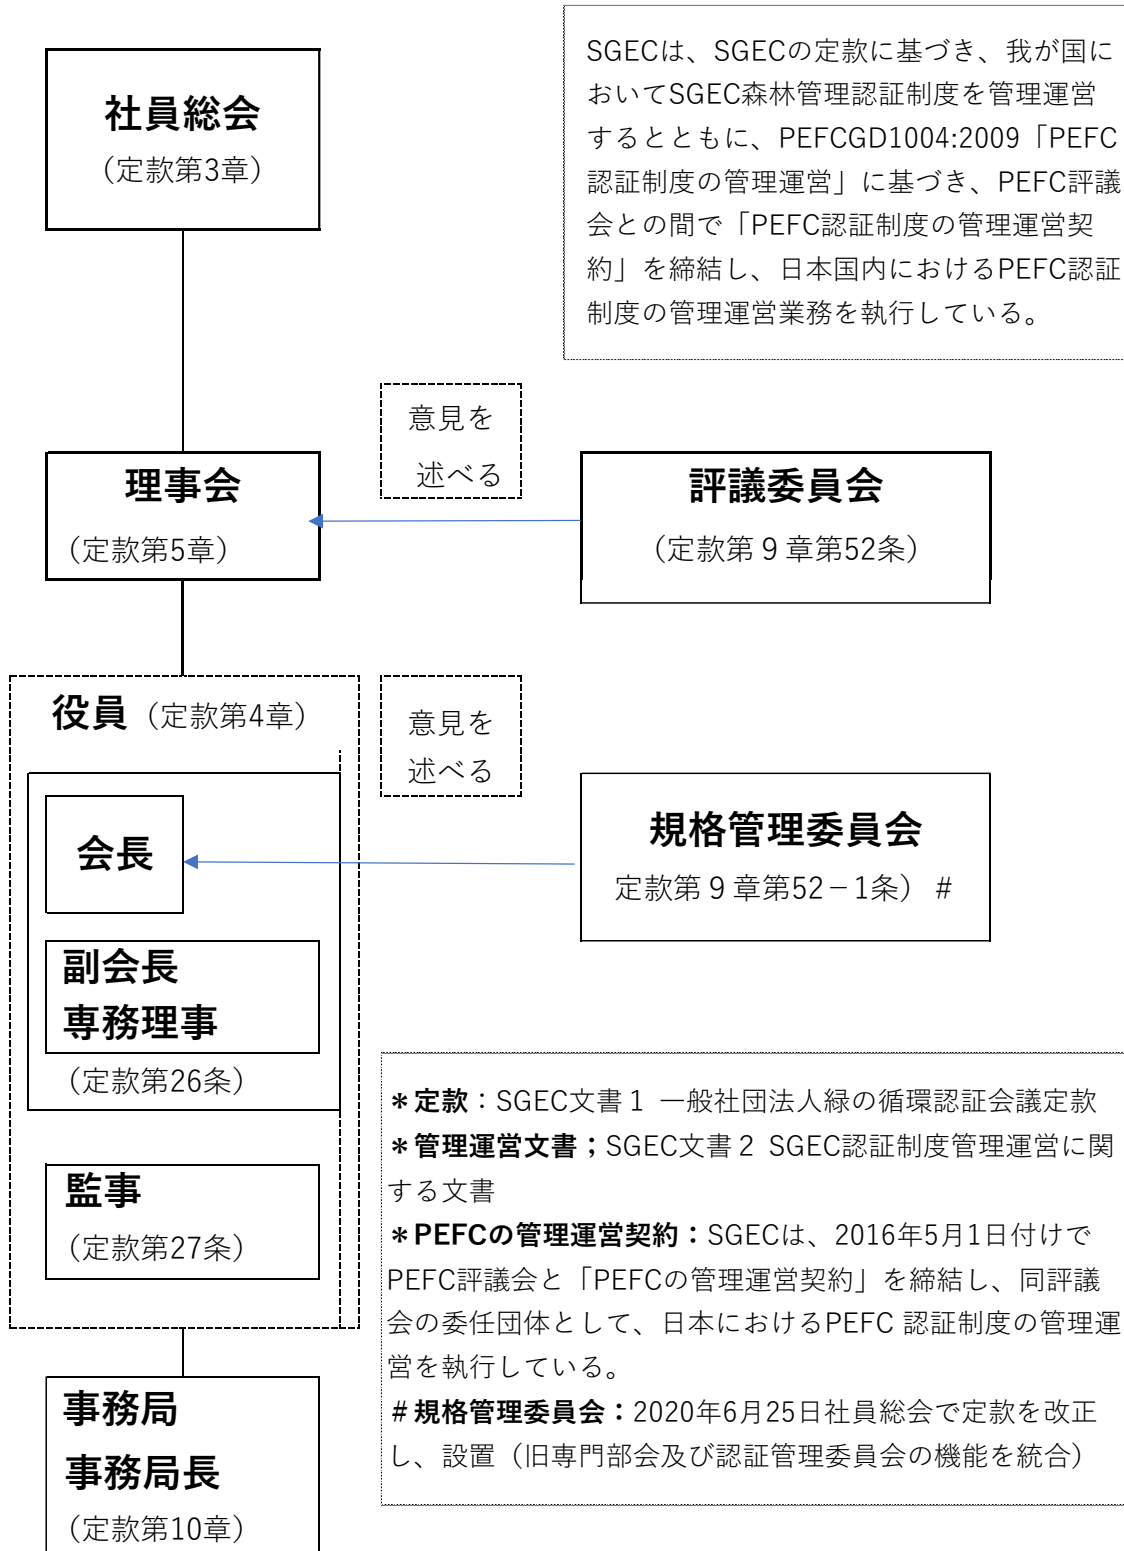 社員総会
（定款第3章）
SGECは、SGECの定款に基づき、我が国に
おいてSGEC森林管理認証制度を管理運営
するとともに、PEFCGD1004:2009「PEFC
認証制度の管理運営」に基づき、PEFC評議
会との間で「PEFC認証制度の管理運営契
約」を締結し、日本国内におけるPEFC認証
制度の管理運営業務を執行している。
意見を
述べる
理事会
（定款第5章）
評議委員会
（定款第９章第52条）
役員（定款第4章）
意見を
述べる
会長
規格管理委員会
定款第９章第52－1条） #
副会長
専務理事
（定款第26条）
監事
（定款第27条）
＊定款：SGEC文書１ 一般社団法人緑の循環認証会議定款
＊管理運営文書；SGEC文書２ SGEC認証制度管理運営に関
する文書
＊PEFCの管理運営契約：SGECは、2016年5月1日付けで
PEFC評議会と「PEFCの管理運営契約」を締結し、同評議
会の委任団体として、日本におけるPEFC 認証制度の管理運
営を執行している。
#規格管理委員会：2020年6月25日社員総会で定款を改正
し、設置（旧専門部会及び認証管理委員会の機能を統合）
事務局
事務局長
（定款第10章）